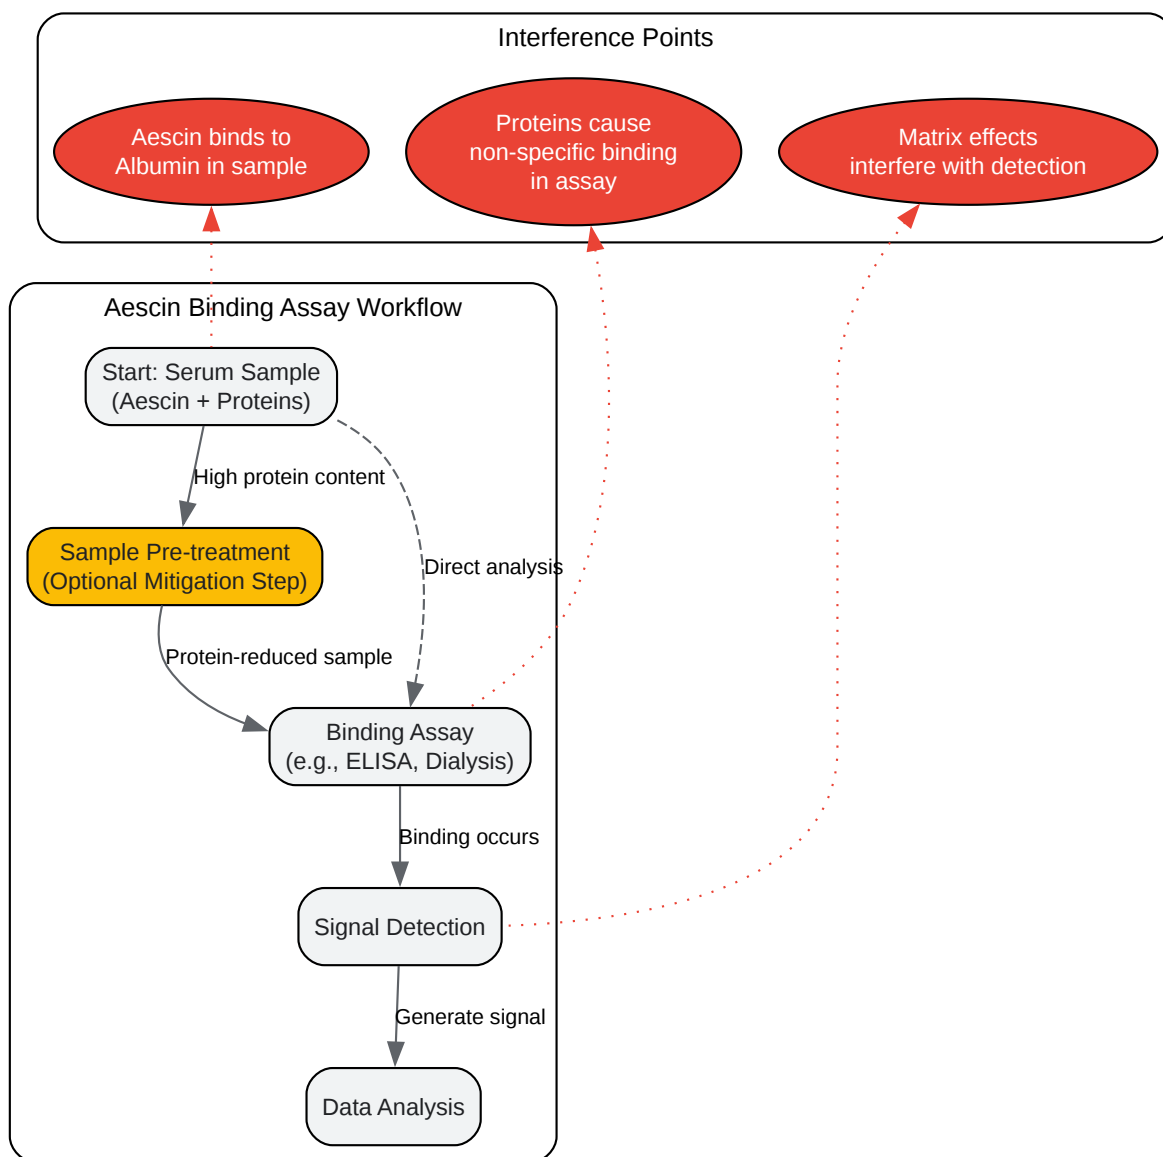 Interference Points
Aescin binds to
Albumin in sample
Proteins cause
non-specific binding
in assay
Matrix effects
interfere with detection
Aescin Binding Assay Workflow
Start: Serum Sample
(Aescin + Proteins)
High protein content
Sample Pre-treatment
(Optional Mitigation Step)
Direct analysis
Protein-reduced sample
Binding Assay
(e.g., ELISA, Dialysis)
Binding occurs
Signal Detection
Generate signal
Data Analysis